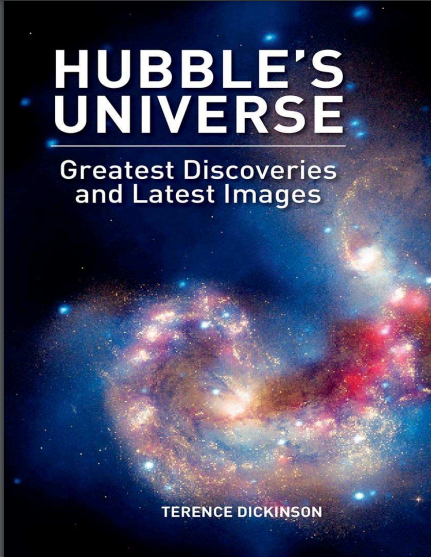 HUBBLE'S
UNIVERSE
Greatest Discoveries
and Latest Images
TERENCE DICKINSON